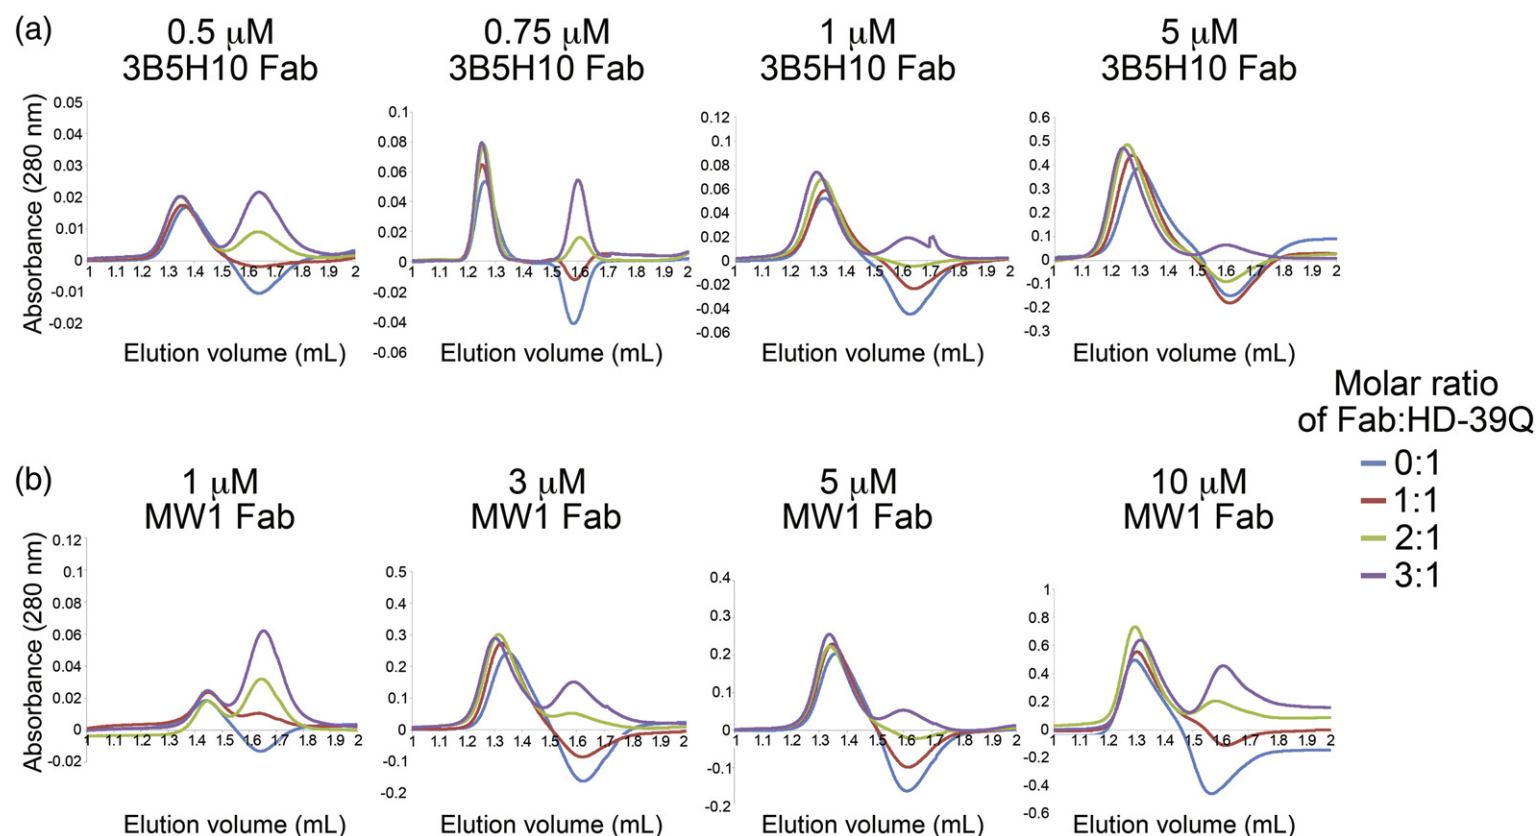 (a)
0.5 μM
3B5H10 Fab
0.75 μM
3B5H10 Fab
1 μM
3B5H10 Fab
5 μM
3B5H10 Fab
Absorbance (280 nm)
0.05
0.04
0.03
0.02
0.01
0
-0.01
-0.02
1 1.1 1.2 1.3 1.4 1.5 1.6 1.7 1.8 1.9 2
Elution volume (mL)
0.1
0.08
0.06
0.04
0.02
0
-0.02
-0.04
-0.06
1 1.1 1.2 1.3 1.4 1.5 1.6 1.7 1.8 1.9 2
Elution volume (mL)
0.12
0.1
0.08
0.06
0.04
0.02
0
-0.02
-0.04
-0.06
1 1.1 1.2 1.3 1.4 1.5 1.6 1.7 1.8 1.9 2
Elution volume (mL)
0.6
0.5
0.4
0.3
0.2
0.1
0
-0.1
-0.2
-0.3
1 1.1 1.2 1.3 1.4 1.5 1.6 1.7 1.8 1.9 2
Elution volume (mL)
Molar ratio
of Fab:HD-39Q
0:1
1:1
2:1
3:1
(b)
1 μM
MW1 Fab
3 μM
MW1 Fab
5 μM
MW1 Fab
10 μM
MW1 Fab
Absorbance (280 nm)
0.12
0.1
0.08
0.06
0.04
0.02
0
-0.02
1 1.1 1.2 1.3 1.4 1.5 1.6 1.7 1.8 1.9 2
Elution volume (mL)
0.5
0.4
0.3
0.2
0.1
0
-0.1
-0.2
1 1.1 1.2 1.3 1.4 1.5 1.6 1.7 1.8 1.9 2
Elution volume (mL)
0.4
0.3
0.2
0.1
0
-0.1
-0.2
1 1.1 1.2 1.3 1.4 1.5 1.6 1.7 1.8 1.9 2
Elution volume (mL)
1
0.8
0.6
0.4
0.2
0
-0.2
-0.4
-0.6
1 1.1 1.2 1.3 1.4 1.5 1.6 1.7 1.8 1.9 2
Elution volume (mL)